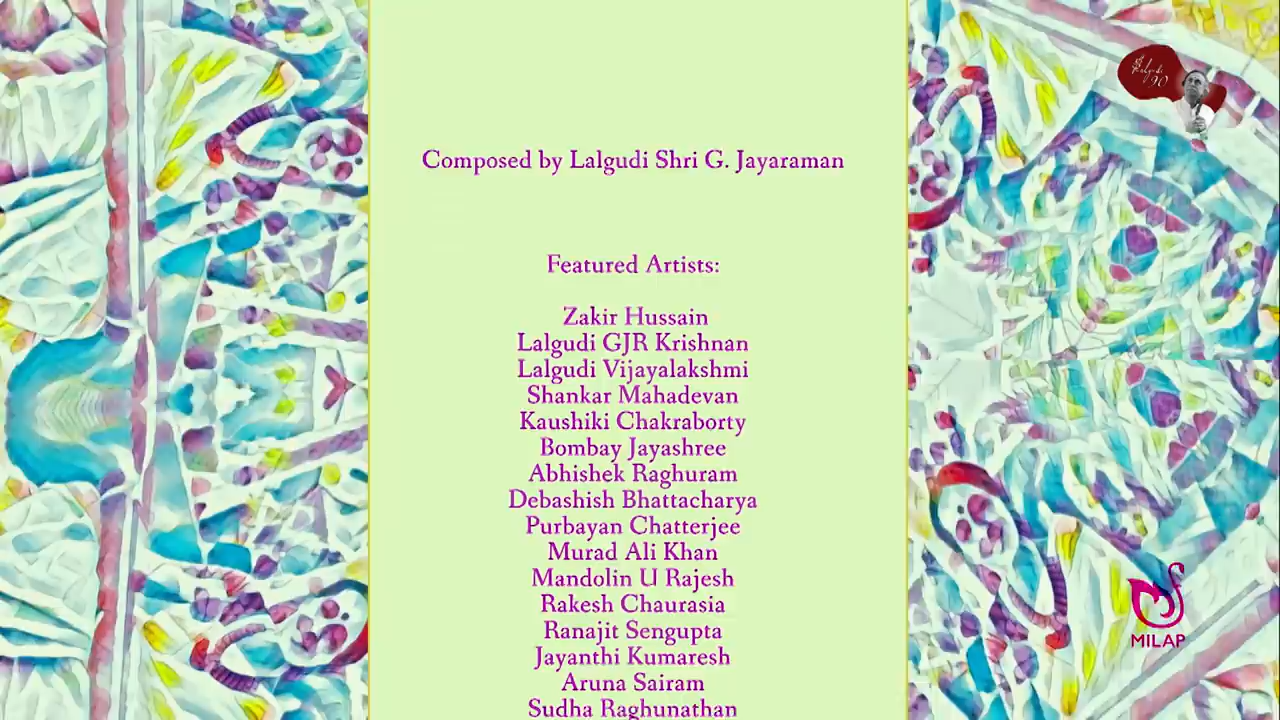 Composed by Lalgudi Shri G. Jayaraman
Featured Artists:
Zakir Hussain
Lalgudi GJR Krishnan
Lalgudi Vijayalakshmi
Shankar Mahadevan
Kaushiki Chakraborty
Bombay Jayashree
Abhishek Raghuram
Debashish Bhattacharya
Purbayan Chatterjee
Murad Ali Khan
Mandolin U Rajesh
Rakesh Chaurasia
Ranajit Sengupta
Jayanthi Kumaresh
Aruna Sairam
Sudha Raghunathan
Lalgudi
90
MILAP